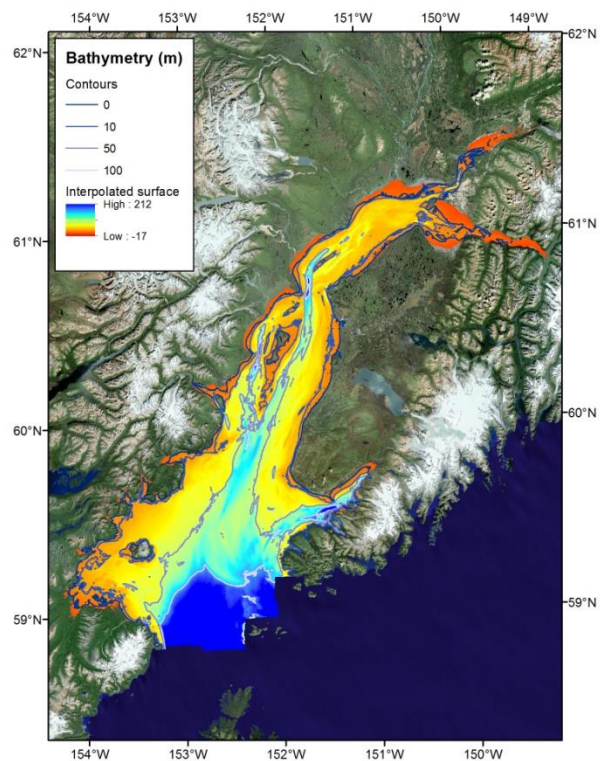 154°W 153°W 152°W 151°W 150°W 149°W
62°N 62°N
Bathymetry (m)
Contours
0
10
50
100
Interpolated surface
High : 212
Low : -17
61°N 61°N
60°N 60°N
59°N 59°N
154°W 153°W 152°W 151°W 150°W